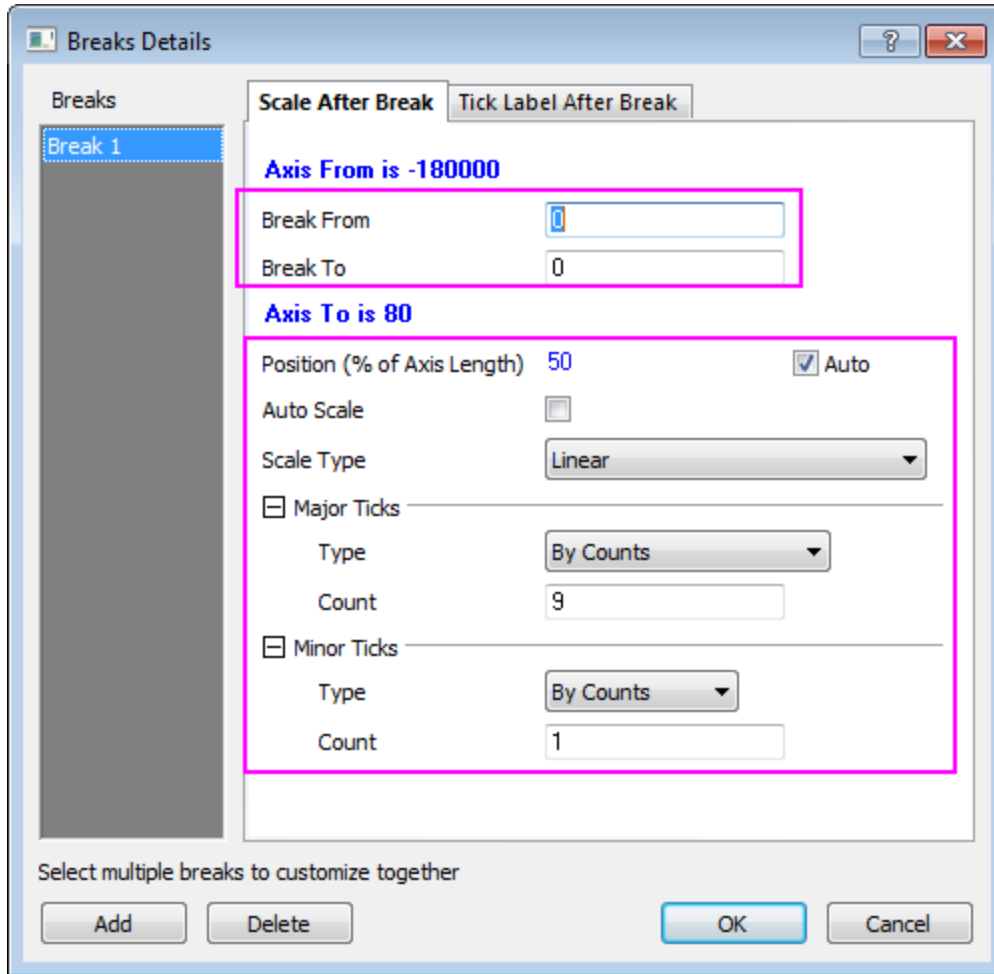 Breaks Details
Breaks
Scale After Break
Tick Label After Break
Break 1
Axis From is -180000
Break From 0
Break To 0
Axis To is 80
Position (% of Axis Length) 50 Auto
Auto Scale
Scale Type Linear
Major Ticks
Type By Counts
Count 9
Minor Ticks
Type By Counts
Count 1
Select multiple breaks to customize together
Add Delete OK Cancel